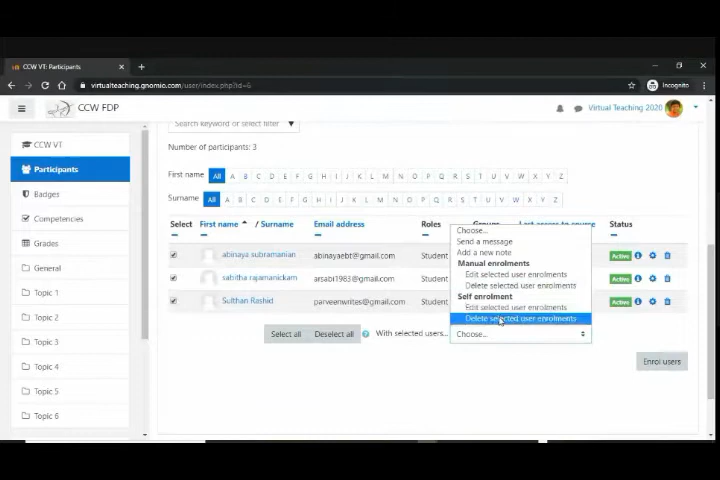 CCW VT: Participants
virtualteaching.gnomio.com/user/index.php?id=6
Incognito
CCW FDP
Virtual Teaching 2020
Search keyword or select filter
CCW VT
Participants
Badges
Competencies
Grades
General
Topic 1
Topic 2
Topic 3
Topic 4
Topic 5
Topic 6
Number of participants: 3
First name All A B C D E F G H I J K L M N O P Q R S T U V W X Y Z
Surname All A B C D E F G H I J K L M N O P Q R S T U V W X Y Z
Select First name / Surname Email address Roles Groups Last access to course Status
abinaya subramanian abinayaebt@gmail.com Student Active
sabitha rajamanickam arsabi1983@gmail.com Student Active
Sulthan Rashid parveenwrites@gmail.com Student Active
Choose...
Send a message
Add a new note
Manual enrolments
Edit selected user enrolments
Delete selected user enrolments
Self enrolment
Edit selected user enrolments
Delete selected user enrolments
Select all Deselect all With selected users... Choose...
Enrol users